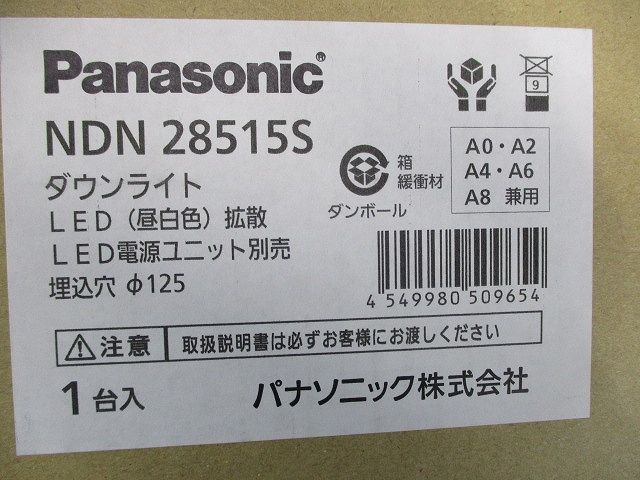 Panasonic
NDN 28515S
ダウンライト
LED（昼白色）拡散
LED電源ユニット別売
埋込穴 φ125
9
箱
緩衝材
ダンボール
A0・A2
A4・A6
A8 兼用
4 549980 509654
注意
取扱説明書は必ずお客様にお渡しください
1台入
パナソニック株式会社